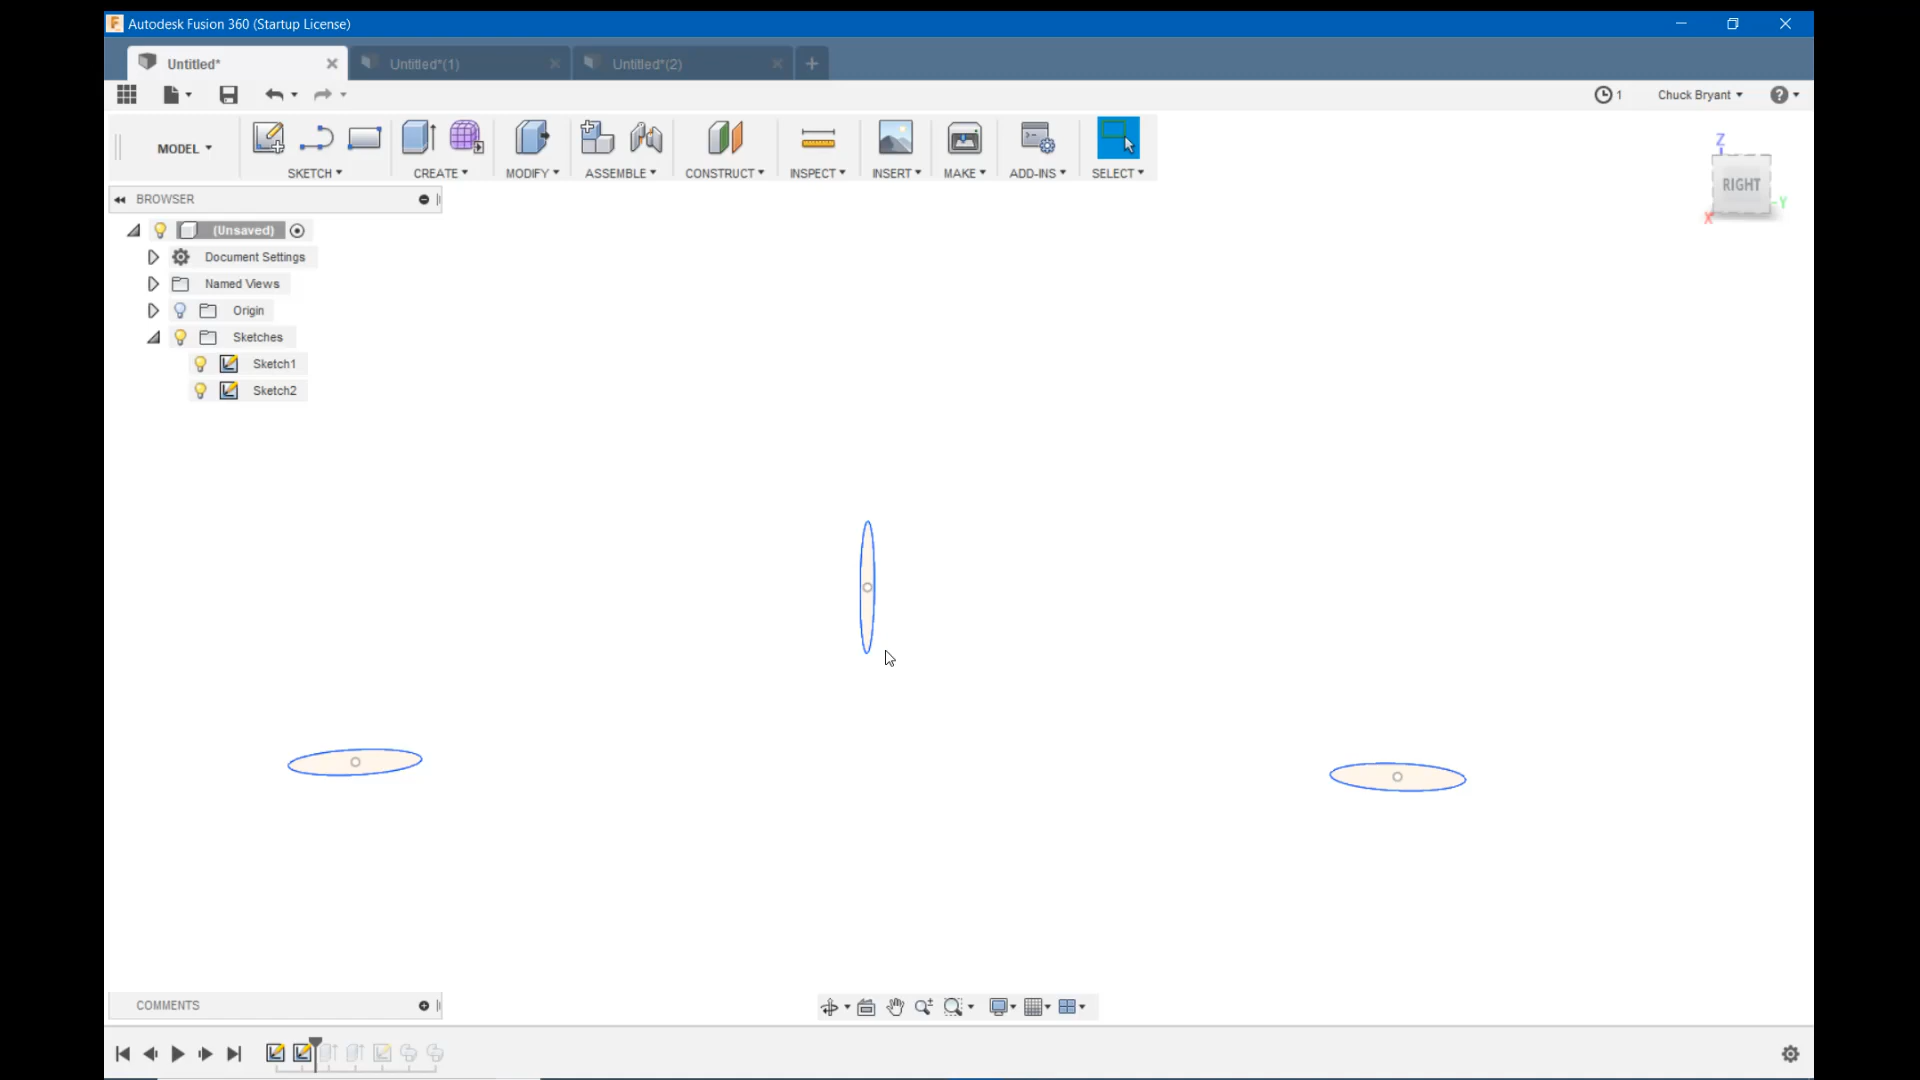 Autodesk Fusion 360 (Startup License)
Untitled*
Untitled*(1)
Untitled*(2)
1
Chuck Bryant
MODEL
SKETCH
CREATE
MODIFY
ASSEMBLE
CONSTRUCT
INSPECT
INSERT
MAKE
ADD-INS
SELECT
Z
RIGHT
Y
X
BROWSER
(Unsaved)
Document Settings
Named Views
Origin
Sketches
Sketch1
Sketch2
COMMENTS